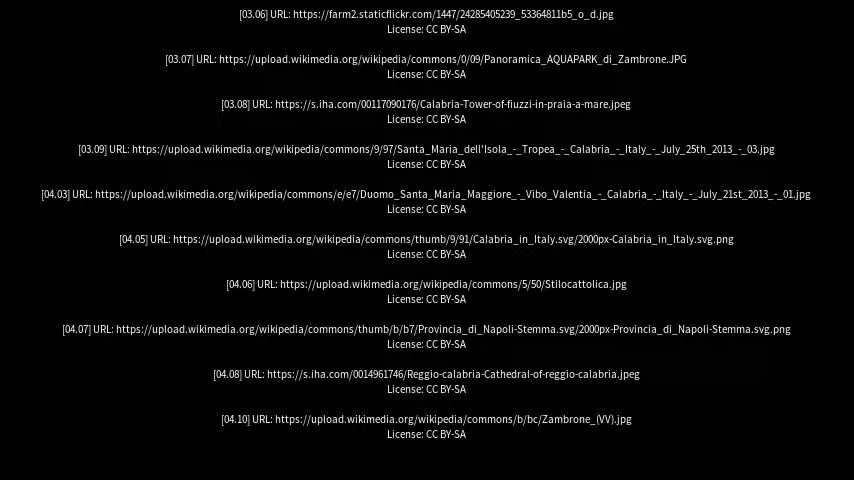 [03.06] URL: https://farm2.staticflickr.com/1447/24285405239_53364811b5_o_d.jpg
License: CC BY-SA
[03.07] URL: https://upload.wikimedia.org/wikipedia/commons/0/09/Panoramica_AQUAPARK_di_Zambrone.JPG
License: CC BY-SA
[03.08] URL: https://s.iha.com/00117090176/Calabria-Tower-of-fiuzzi-in-praia-a-mare.jpeg
License: CC BY-SA
[03.09] URL: https://upload.wikimedia.org/wikipedia/commons/9/97/Santa_Maria_dell'Isola_-_Tropea_-_Calabria_-_Italy_-_July_25th_2013_-_03.jpg
License: CC BY-SA
[04.03] URL: https://upload.wikimedia.org/wikipedia/commons/e/e7/Duomo_Santa_Maria_Maggiore_-_Vibo_Valentia_-_Calabria_-_Italy_-_July_21st_2013_-_01.jpg
License: CC BY-SA
[04.05] URL: https://upload.wikimedia.org/wikipedia/commons/thumb/9/91/Calabria_in_Italy.svg/2000px-Calabria_in_Italy.svg.png
License: CC BY-SA
[04.06] URL: https://upload.wikimedia.org/wikipedia/commons/5/50/Stilocattolica.jpg
License: CC BY-SA
[04.07] URL: https://upload.wikimedia.org/wikipedia/commons/thumb/b/b7/Provincia_di_Napoli-Stemma.svg/2000px-Provincia_di_Napoli-Stemma.svg.png
License: CC BY-SA
[04.08] URL: https://s.iha.com/0014961746/Reggio-calabria-Cathedral-of-reggio-calabria.jpeg
License: CC BY-SA
[04.10] URL: https://upload.wikimedia.org/wikipedia/commons/b/bc/Zambrone_(VV).jpg
License: CC BY-SA